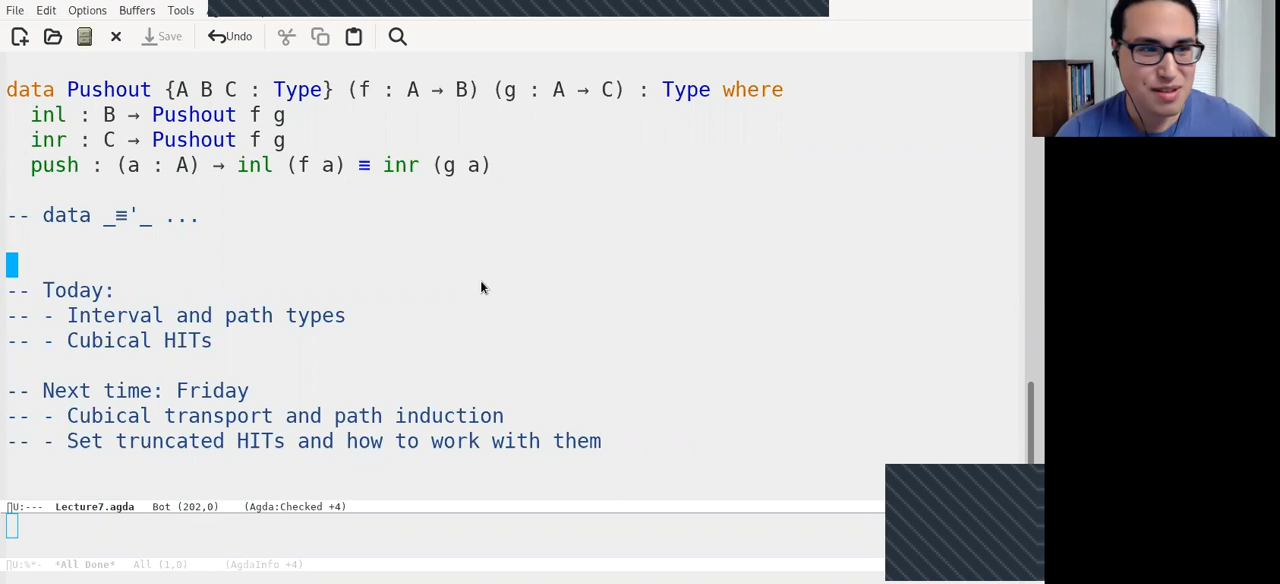 File Edit Options Buffers Tools
Save Undo
data Pushout {A B C : Type} (f : A → B) (g : A → C) : Type where
inl : B → Pushout f g
inr : C → Pushout f g
push : (a : A) → inl (f a) ≡ inr (g a)
-- data _≡'_ ...
-- Today:
-- - Interval and path types
-- - Cubical HITs
-- Next time: Friday
-- - Cubical transport and path induction
-- - Set truncated HITs and how to work with them
U:--- Lecture7.agda Bot (202,0) (Agda:Checked +4)
U:%*- *All Done* All (1,0) (AgdaInfo +4)